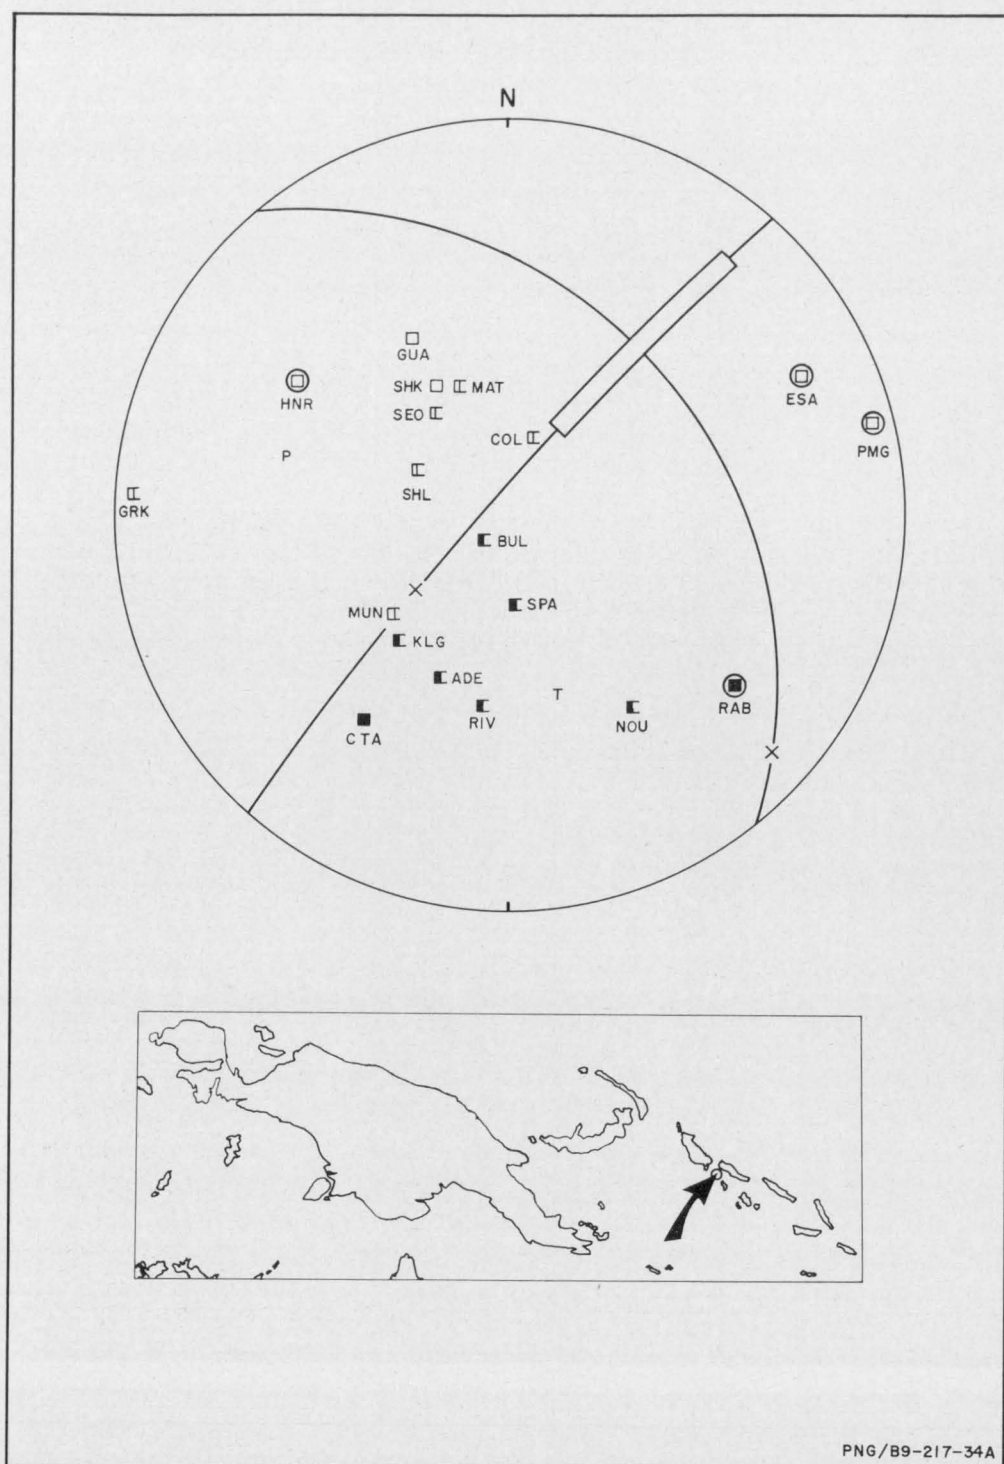 N
GUA
SHK
MAT
HNR
SEO
COL
ESA
PMG
P
SHL
GRK
BUL
MUN
SPA
KLG
ADE
T
RIV
NOU
RAB
CTA
PNG/B9-217-34A